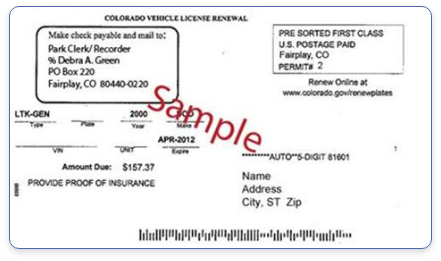 COLORADO VEHICLE LICENSE RENEWAL
Make check payable and mail to:
Park Clerk/Recorder
% Debra A. Green
PO Box 220
Fairplay, CO 80440-0220
PRE SORTED FIRST CLASS
U.S. POSTAGE PAID
Fairplay, CO
PERMIT# 2
Renew Online at
www.colorado.gov/renewplates
Sample
LTK-GEN 2000
Type Plate Year Make
APR-2012
VIN UNIT Expire
Amount Due: $157.37
PROVIDE PROOF OF INSURANCE
********AUTO**5-DIGIT 81601
1
Name
Address
City, ST Zip